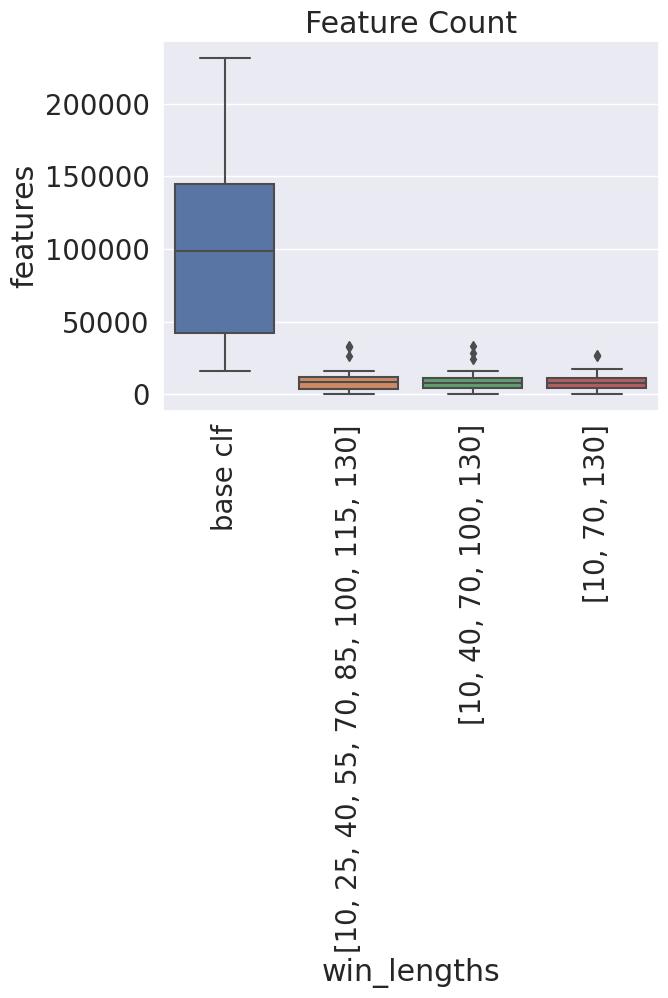 Feature Count
features
200000
150000
100000
50000
0
base clf
[10, 25, 40, 55, 70, 85, 100, 115, 130]
[10, 40, 70, 100, 130]
[10, 70, 130]
win_lengths